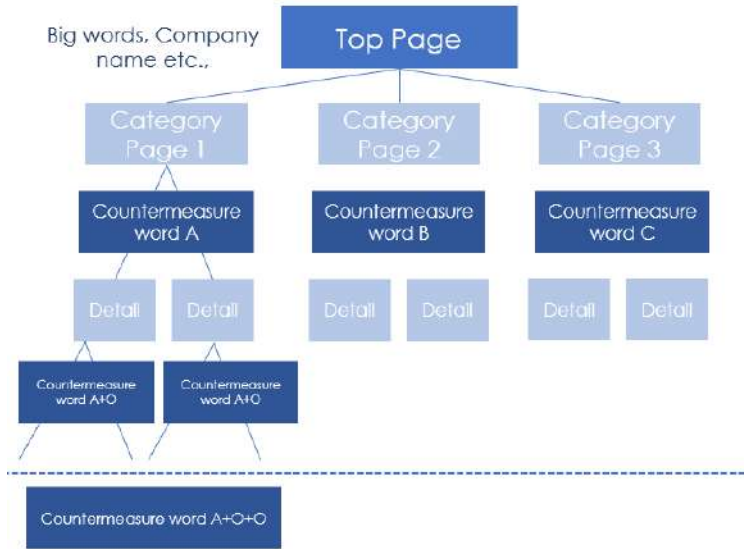 Big words, Company
name etc.,
Top Page
Category
Page 1
Category
Page 2
Category
Page 3
Countermeasure
word A
Countermeasure
word B
Countermeasure
word C
Detail
Detail
Detail
Detail
Detail
Detail
Countermeasure
word A+O
Countermeasure
word A+O
Countermeasure word A+O+O